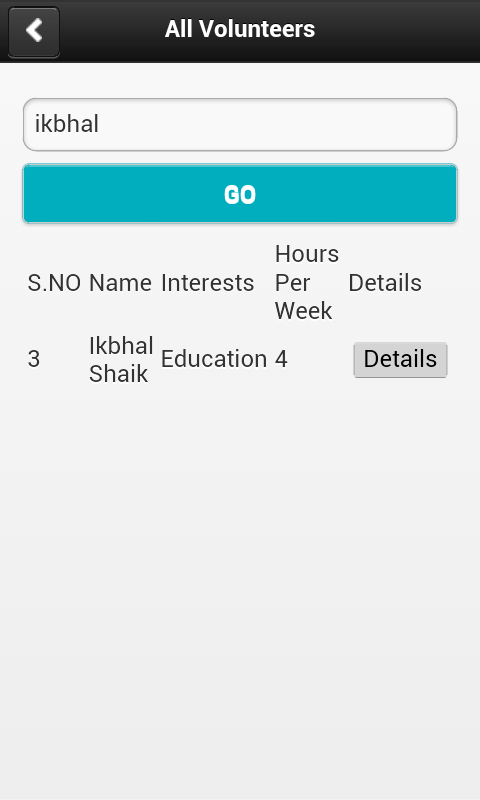 All Volunteers
ikbhal
GO
S.NO Name Interests Hours Per Week Details
3 Ikbhal Shaik Education 4 Details